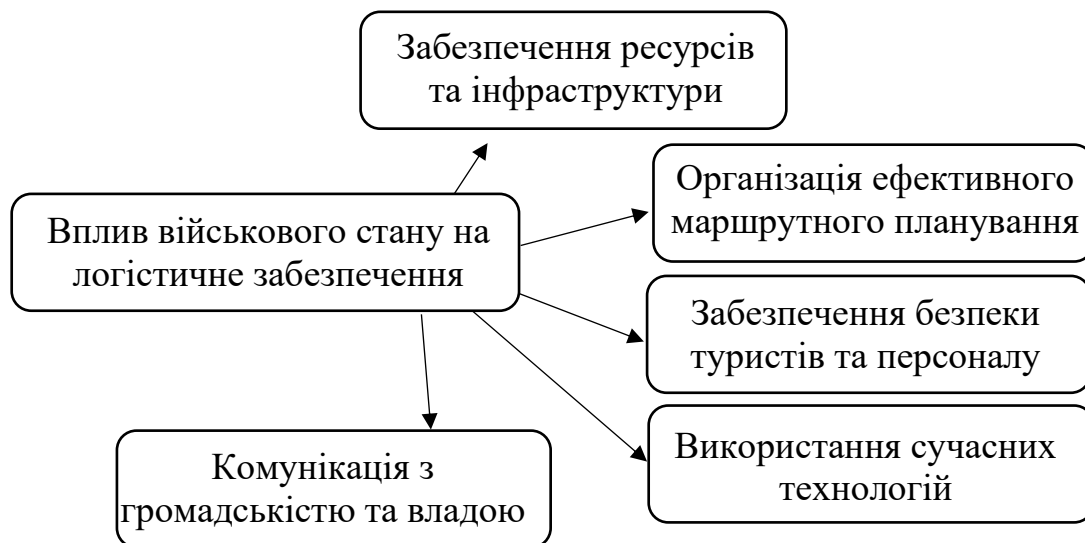 Забезпечення ресурсів
та інфраструктури
Організація ефективного
маршрутного планування
Вплив військового стану на
логістичне забезпечення
Забезпечення безпеки
туристів та персоналу
Використання сучасних
технологій
Комунікація з
громадськістю та владою